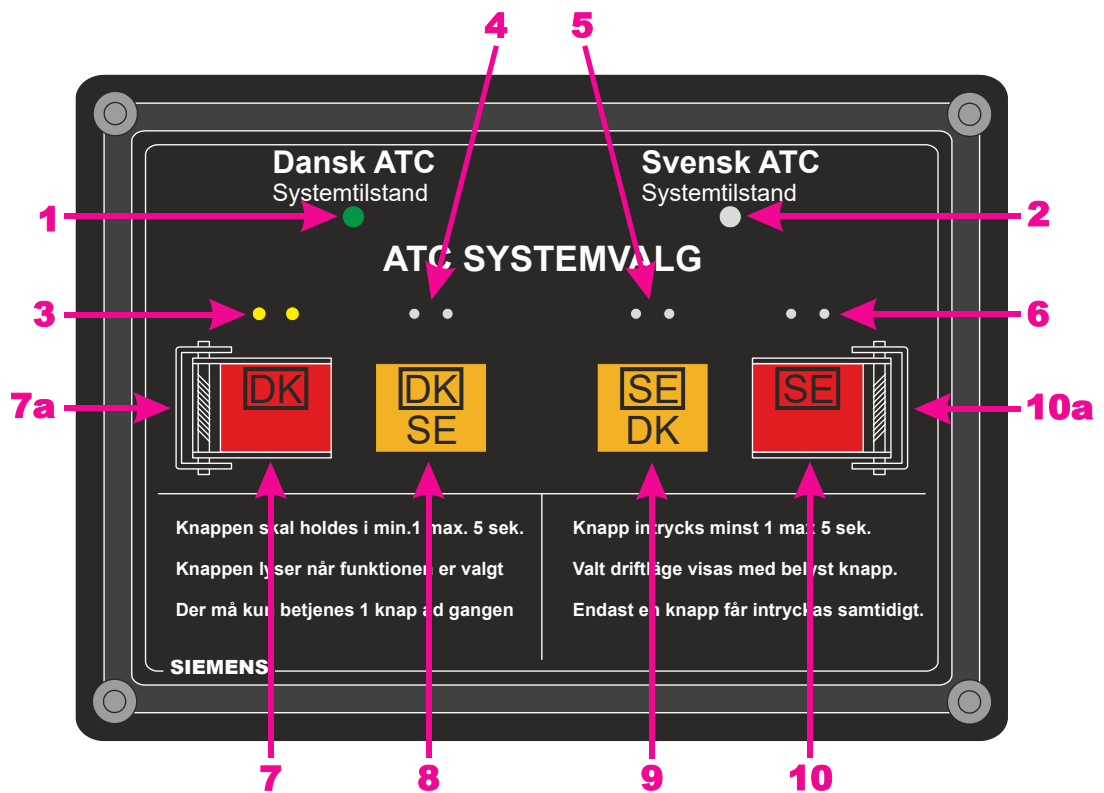 4 5
Dansk ATC Svensk ATC
Systemtilstand Systemtilstand
1 2
ATC SYSTEMVALG
3 6
DK DK SE SE
SE DK
7a 10a
Knappen skal holdes i min.1 max. 5 sek.
Knappen lyser når funktionen er valgt
Der må kun betjenes 1 knap ad gangen
Knapp intrycks minst 1 max 5 sek.
Valt driftläge visas med belyst knapp.
Endast en knapp får intryckas samtidigt.
SIEMENS
7 8 9 10